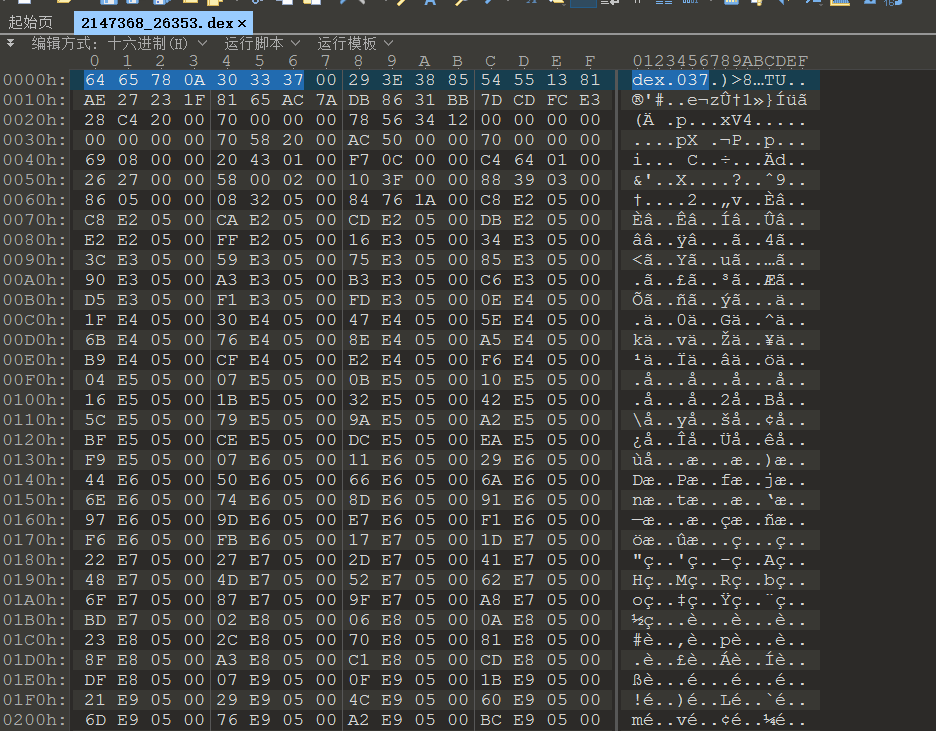 起始页 2147368_26353.dex ×
编辑方式: 十六进制(H) 运行脚本 运行模板
0 1 2 3 4 5 6 7 8 9 A B C D E F 0123456789ABCDEF
0000h: 64 65 78 0A 30 33 37 00 29 3E 38 85 54 55 13 81 dex.037.)>8…TU..
0010h: AE 27 23 1F 81 65 AC 7A DB 86 31 BB 7D CD FC E3 ®'#..e¬zÛ†1»}Íüã
0020h: 28 C4 20 00 70 00 00 00 78 56 34 12 00 00 00 00 (Ä .p...xV4.....
0030h: 00 00 00 00 70 58 20 00 AC 50 00 00 70 00 00 00 ....pX .¬P..p...
0040h: 69 08 00 00 20 43 01 00 F7 0C 00 00 C4 64 01 00 i... C..÷...Äd..
0050h: 26 27 00 00 58 00 02 00 10 3F 00 00 88 39 03 00 &'..X....?..ˆ9..
0060h: 86 05 00 00 08 32 05 00 84 76 1A 00 C8 E2 05 00 †....2..„v..Èâ..
0070h: C8 E2 05 00 CA E2 05 00 CD E2 05 00 DB E2 05 00 Èâ..Êâ..Íâ..Ûâ..
0080h: E2 E2 05 00 FF E2 05 00 16 E3 05 00 34 E3 05 00 ââ..ÿâ...ã..4ã..
0090h: 3C E3 05 00 59 E3 05 00 75 E3 05 00 85 E3 05 00 <ã..Yã..uã..…ã..
00A0h: 90 E3 05 00 A3 E3 05 00 B3 E3 05 00 C6 E3 05 00 .ã..£ã..³ã..Æã..
00B0h: D5 E3 05 00 F1 E3 05 00 FD E3 05 00 0E E4 05 00 Õã..ñã..ýã...ä..
00C0h: 1F E4 05 00 30 E4 05 00 47 E4 05 00 5E E4 05 00 .ä..0ä..Gä..^ä..
00D0h: 6B E4 05 00 76 E4 05 00 8E E4 05 00 A5 E4 05 00 kä..vä..Žä..¥ä..
00E0h: B9 E4 05 00 CF E4 05 00 E2 E4 05 00 F6 E4 05 00 ¹ä..Ïä..âä..öä..
00F0h: 04 E5 05 00 07 E5 05 00 0B E5 05 00 10 E5 05 00 .å...å...å...å..
0100h: 16 E5 05 00 1B E5 05 00 32 E5 05 00 42 E5 05 00 .å...å..2å..Bå..
0110h: 5C E5 05 00 79 E5 05 00 9A E5 05 00 A2 E5 05 00 \å..yå..šå..¢å..
0120h: BF E5 05 00 CE E5 05 00 DC E5 05 00 EA E5 05 00 ¿å..Îå..Üå..êå..
0130h: F9 E5 05 00 07 E6 05 00 11 E6 05 00 29 E6 05 00 ùå...æ...æ..)æ..
0140h: 44 E6 05 00 50 E6 05 00 66 E6 05 00 6A E6 05 00 Dæ..Pæ..fæ..jæ..
0150h: 6E E6 05 00 74 E6 05 00 8D E6 05 00 91 E6 05 00 næ..tæ...æ..‘æ..
0160h: 97 E6 05 00 9D E6 05 00 E7 E6 05 00 F1 E6 05 00 —æ...æ..çæ..ñæ..
0170h: F6 E6 05 00 FB E6 05 00 17 E7 05 00 1D E7 05 00 öæ..ûæ...ç...ç..
0180h: 22 E7 05 00 27 E7 05 00 2D E7 05 00 41 E7 05 00 "ç..'ç..-ç..Aç..
0190h: 48 E7 05 00 4D E7 05 00 52 E7 05 00 62 E7 05 00 Hç..Mç..Rç..bç..
01A0h: 6F E7 05 00 87 E7 05 00 9F E7 05 00 A8 E7 05 00 oç..‡ç..Ÿç..¨ç..
01B0h: BD E7 05 00 02 E8 05 00 06 E8 05 00 0A E8 05 00 ½ç...è...è...è..
01C0h: 23 E8 05 00 2C E8 05 00 70 E8 05 00 81 E8 05 00 #è..,è..pè...è..
01D0h: 8F E8 05 00 A3 E8 05 00 C1 E8 05 00 CD E8 05 00 .è..£è..Áè..Íè..
01E0h: DF E8 05 00 07 E9 05 00 0F E9 05 00 1B E9 05 00 ßè...é...é...é..
01F0h: 21 E9 05 00 29 E9 05 00 4C E9 05 00 60 E9 05 00 !é..)é..Lé..`é..
0200h: 6D E9 05 00 76 E9 05 00 A2 E9 05 00 BC E9 05 00 mé..vé..¢é..¼é..